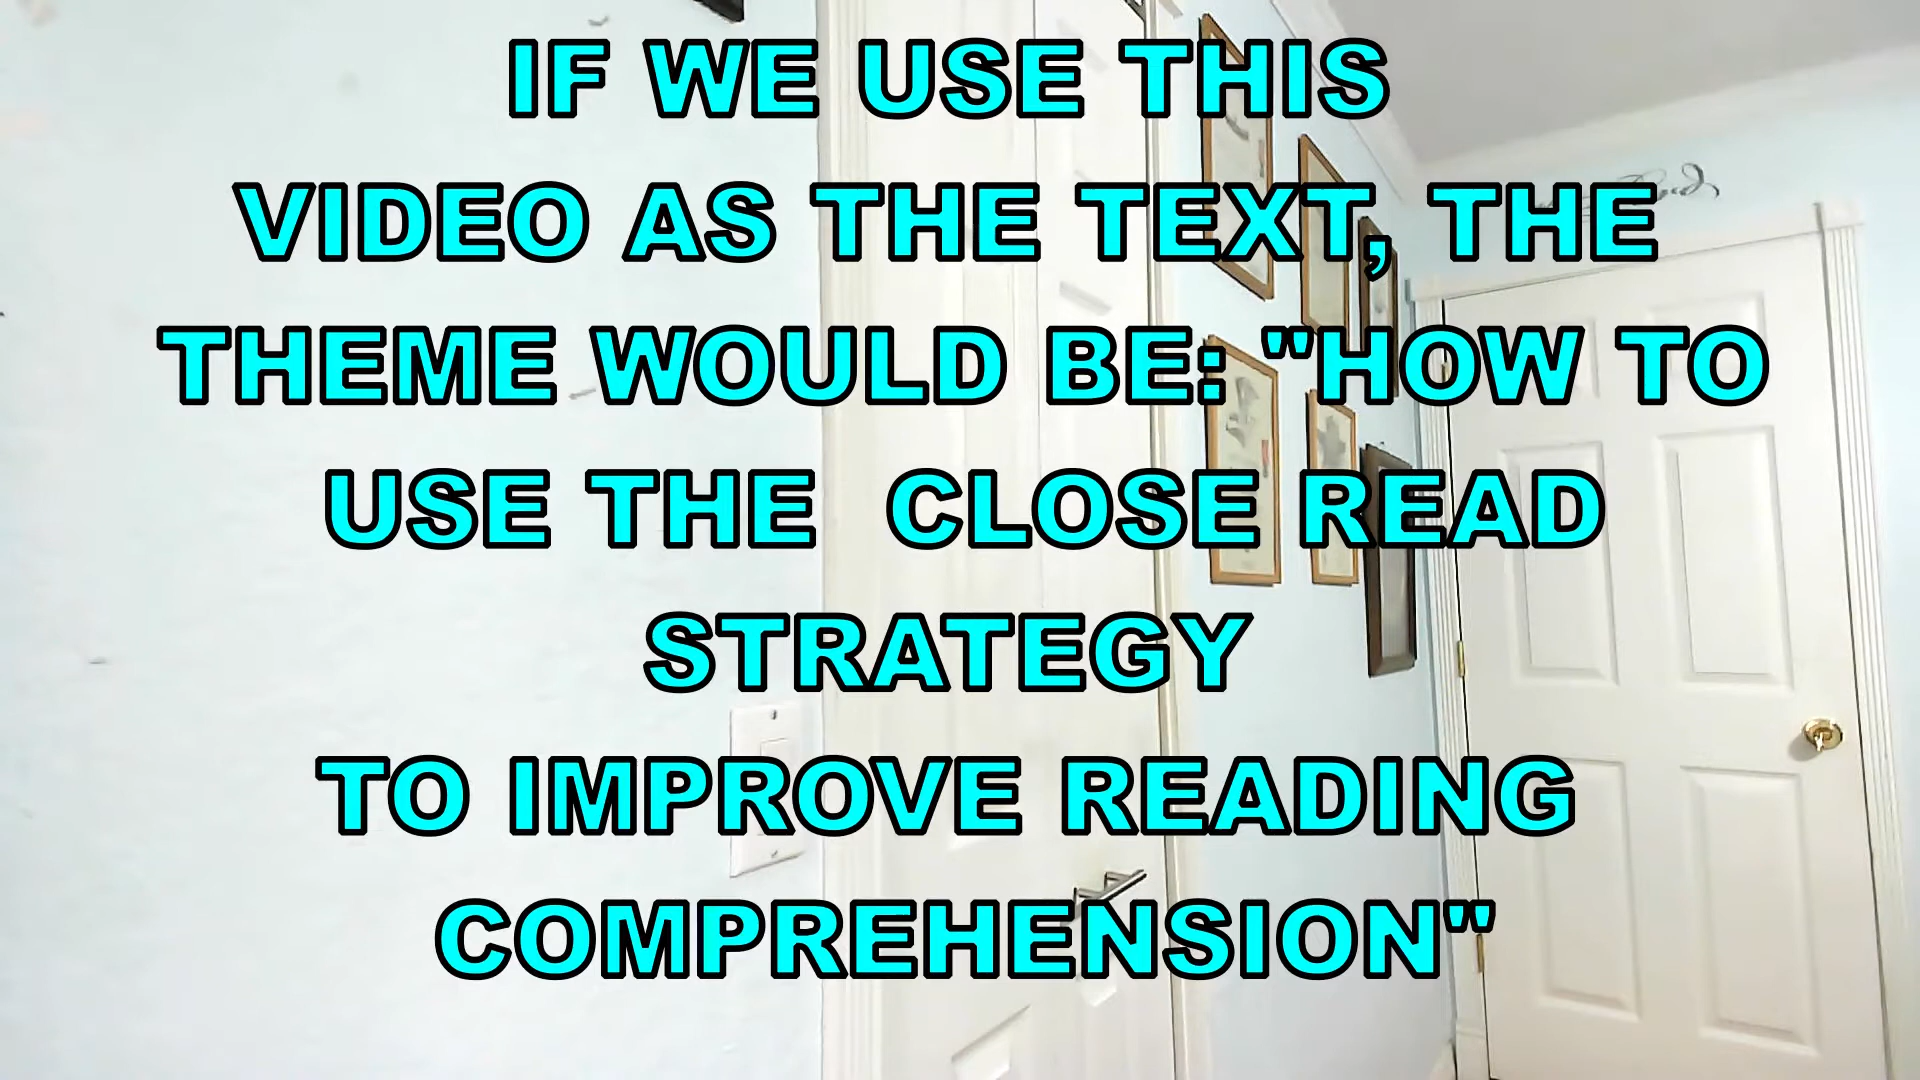 IF WE USE THIS
VIDEO AS THE TEXT, THE
THEME WOULD BE: "HOW TO
USE THE  CLOSE READ
STRATEGY
TO IMPROVE READING
COMPREHENSION"